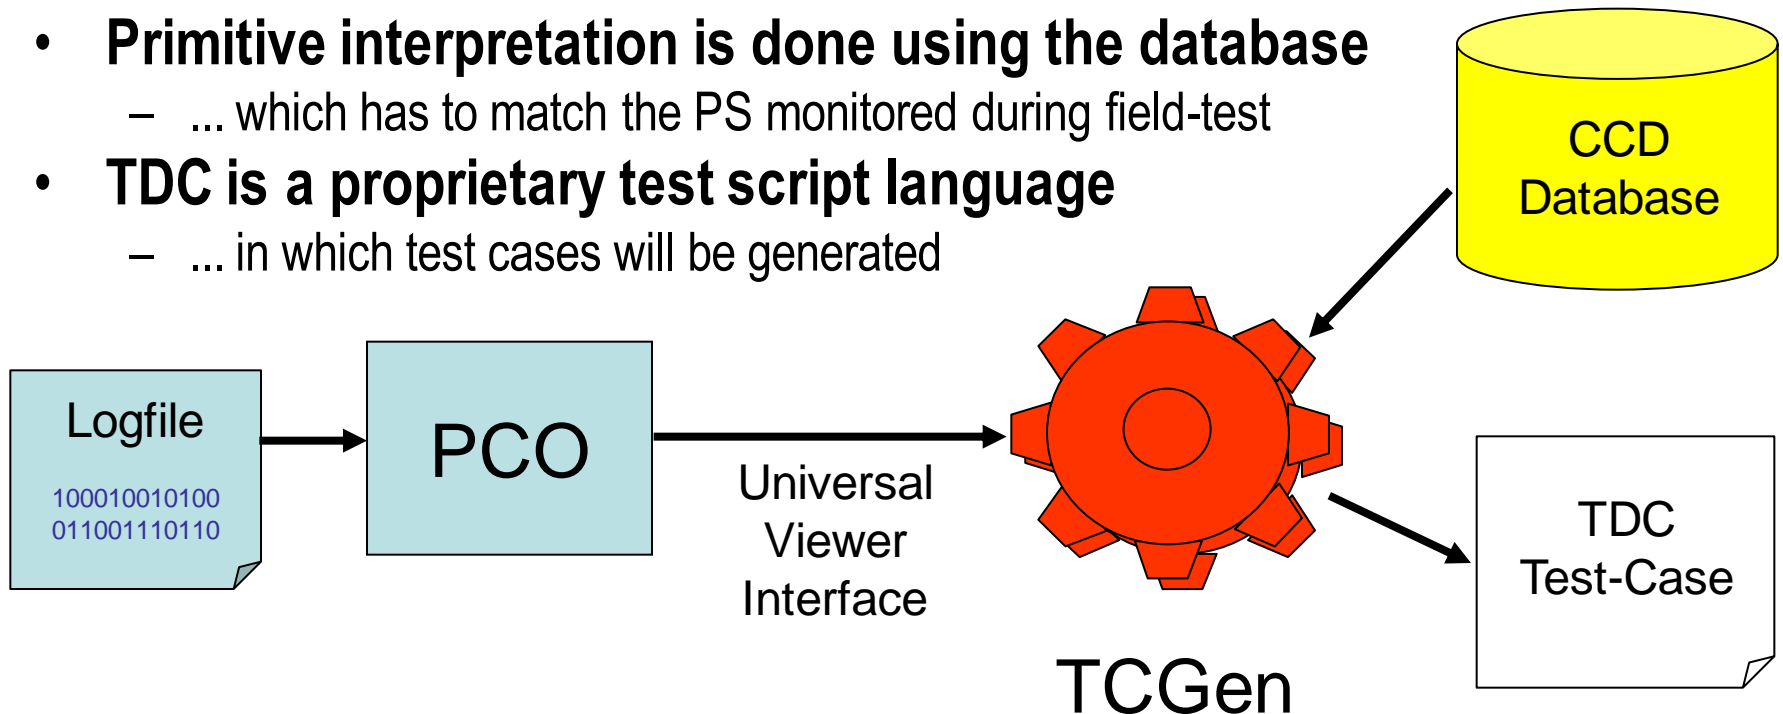 • Primitive interpretation is done using the database
– ... which has to match the PS monitored during field-test
• TDC is a proprietary test script language
– ... in which test cases will be generated
CCD
Database
Logfile
100010010100
011001110110
PCO
Universal
Viewer
Interface
TCGen
TDC
Test-Case